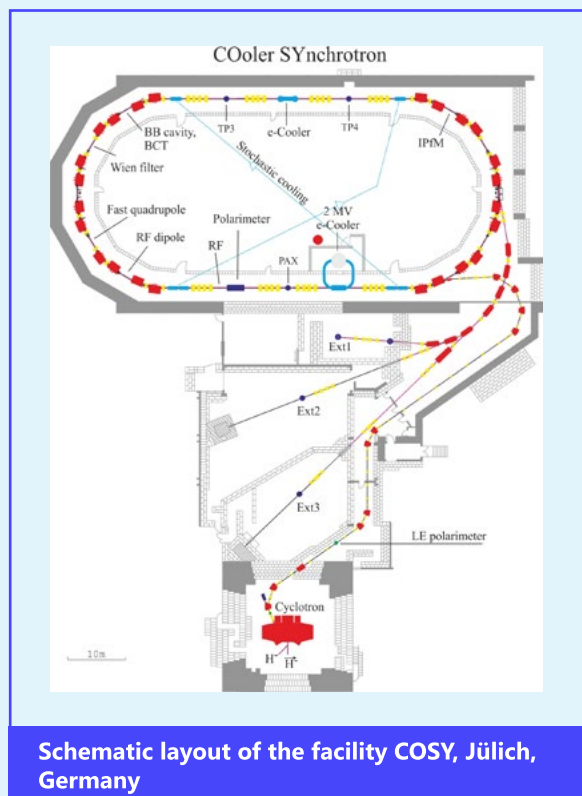 COoler SYnchrotron
TP3
e-Cooler
TP4
BB cavity,
BCT
IPfM
Wien filter
Stochastic cooling
Fast quadrupole
Polarimeter
2 MV
e-Cooler
RF dipole
RF
PAX
Ext1
Ext2
Ext3
LE polarimeter
Cyclotron
10m
H⁻
H⁻
Schematic layout of the facility COSY, Jülich,
Germany